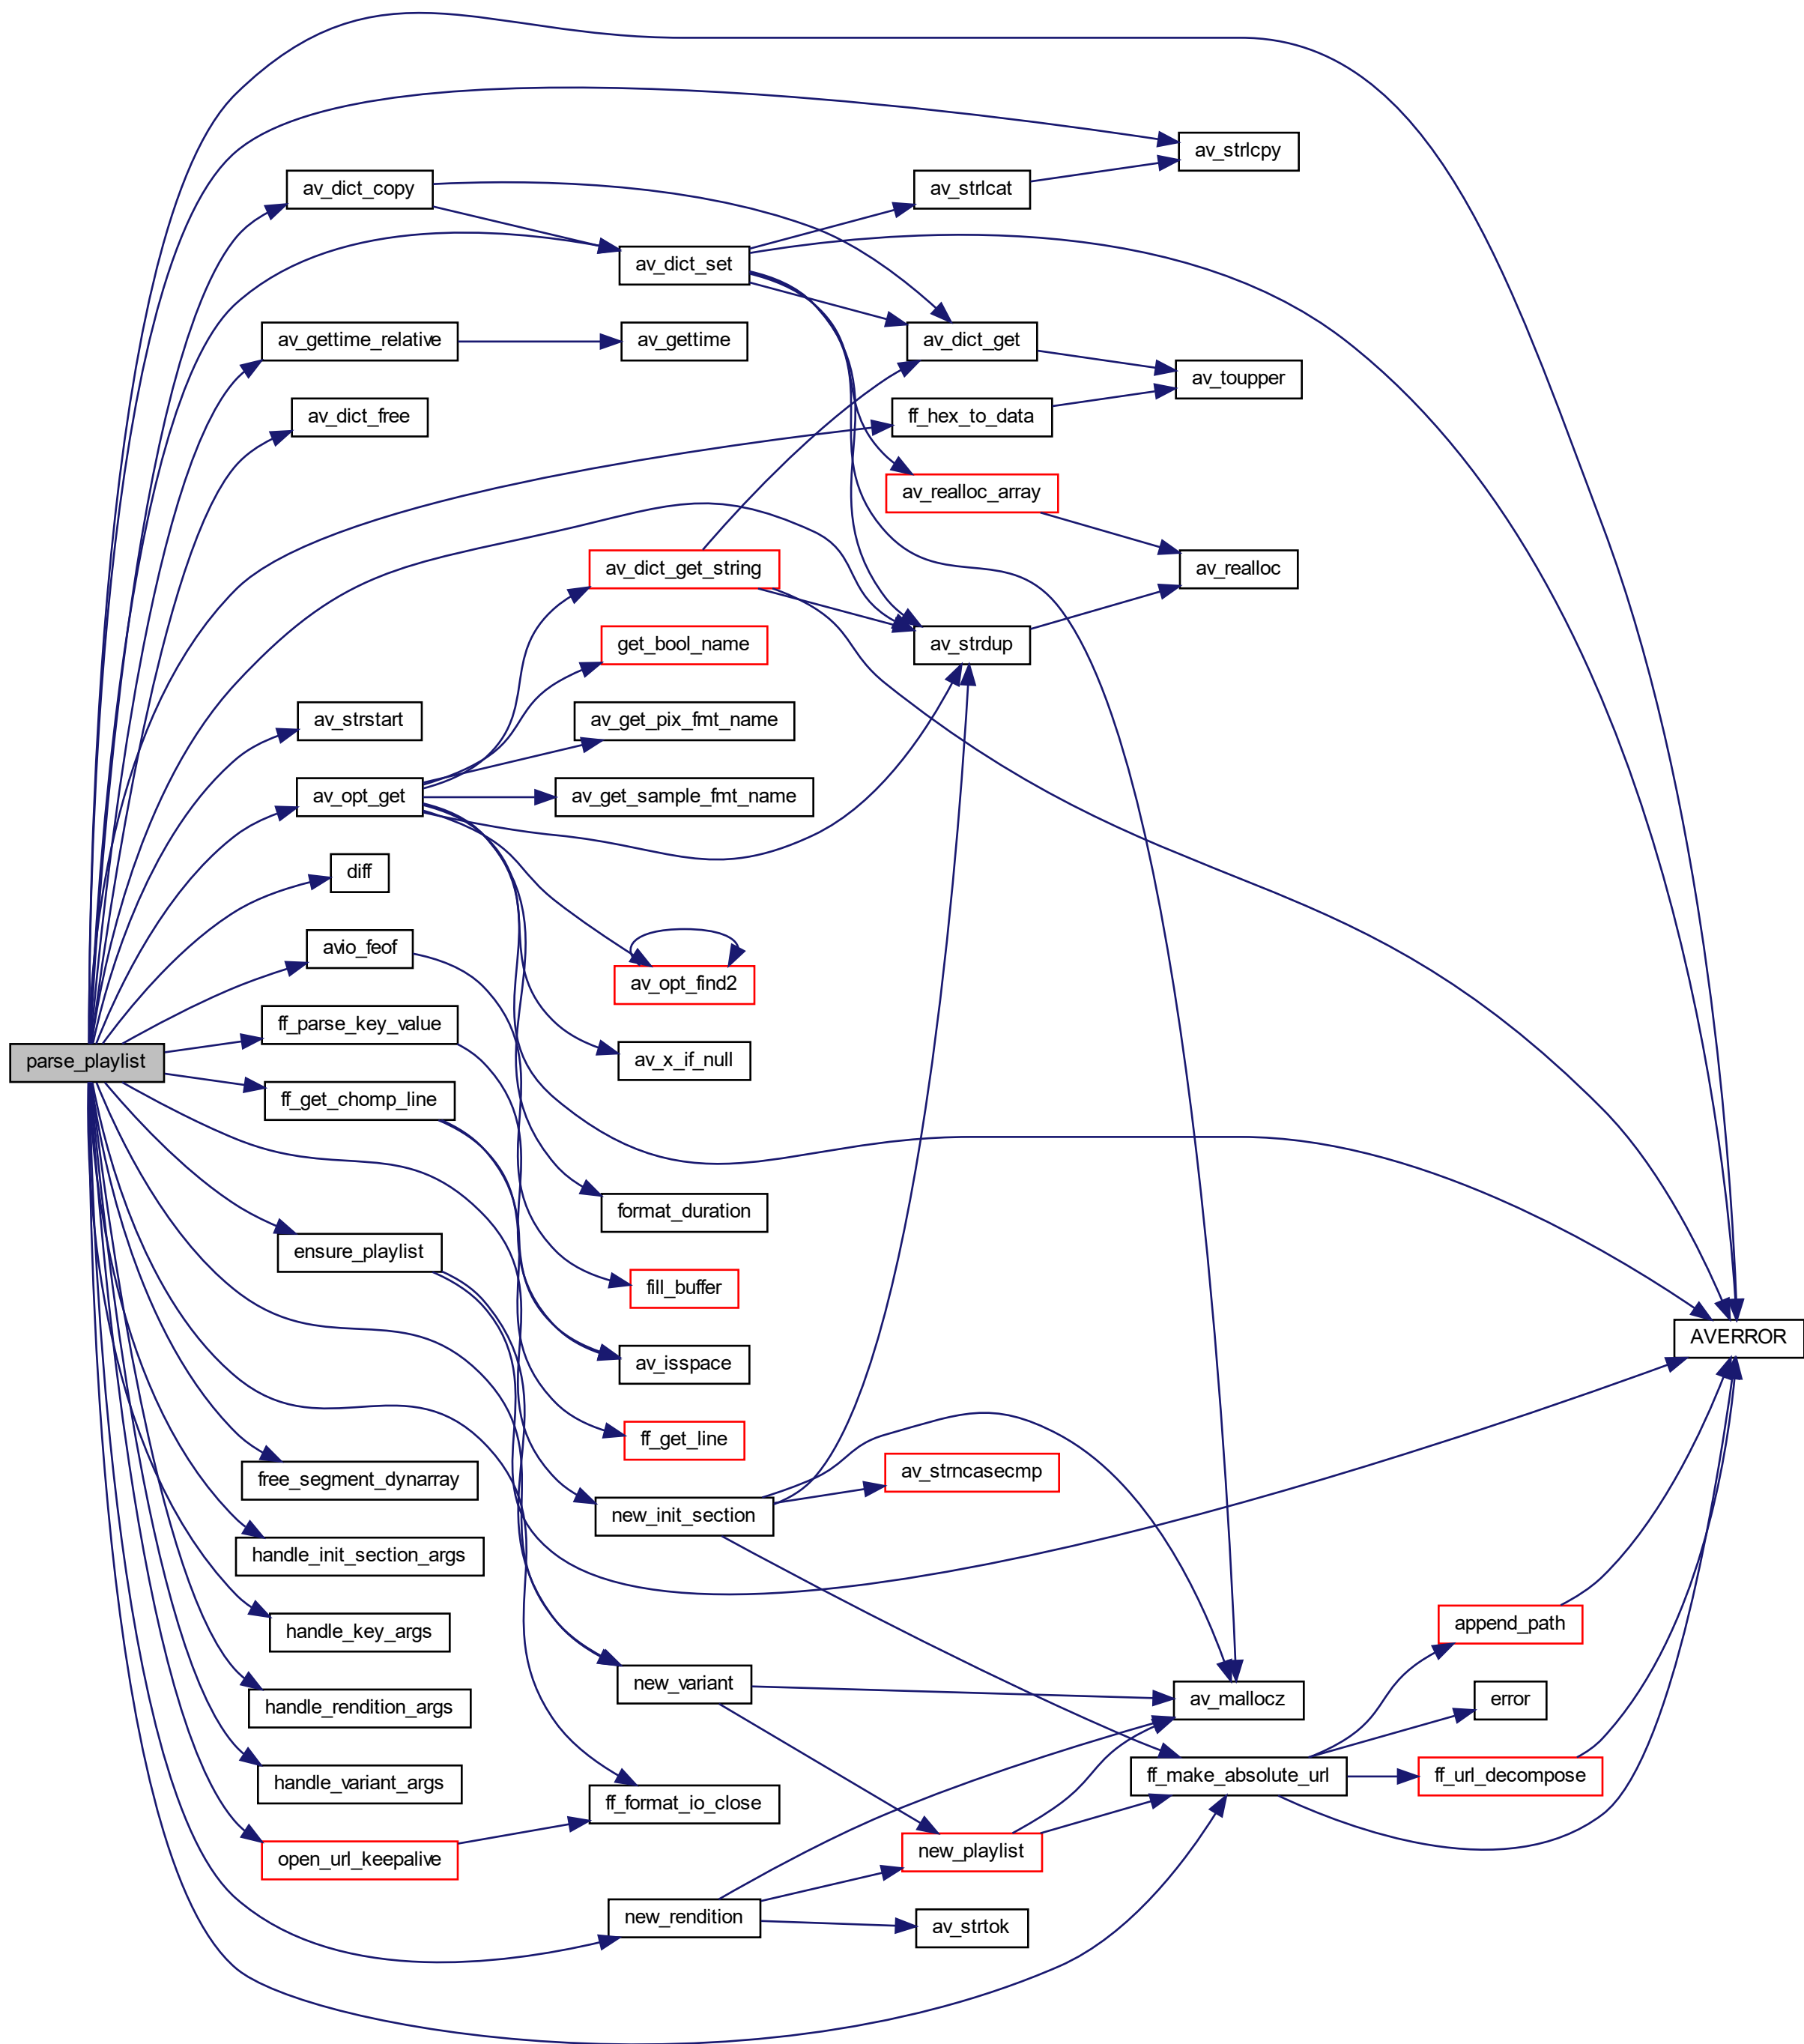 av_strlcpy
av_dict_copy
av_strlcat
av_dict_set
av_gettime_relative
av_gettime
av_dict_get
av_toupper
av_dict_free
ff_hex_to_data
av_realloc_array
av_dict_get_string
av_realloc
get_bool_name
av_strdup
av_strstart
av_get_pix_fmt_name
av_opt_get
av_get_sample_fmt_name
diff
avio_feof
av_opt_find2
ff_parse_key_value
parse_playlist
av_x_if_null
ff_get_chomp_line
format_duration
ensure_playlist
fill_buffer
AVERROR
av_isspace
ff_get_line
free_segment_dynarray
av_strncasecmp
new_init_section
handle_init_section_args
handle_key_args
append_path
new_variant
handle_rendition_args
av_mallocz
error
handle_variant_args
ff_make_absolute_url
ff_url_decompose
ff_format_io_close
open_url_keepalive
new_playlist
new_rendition
av_strtok